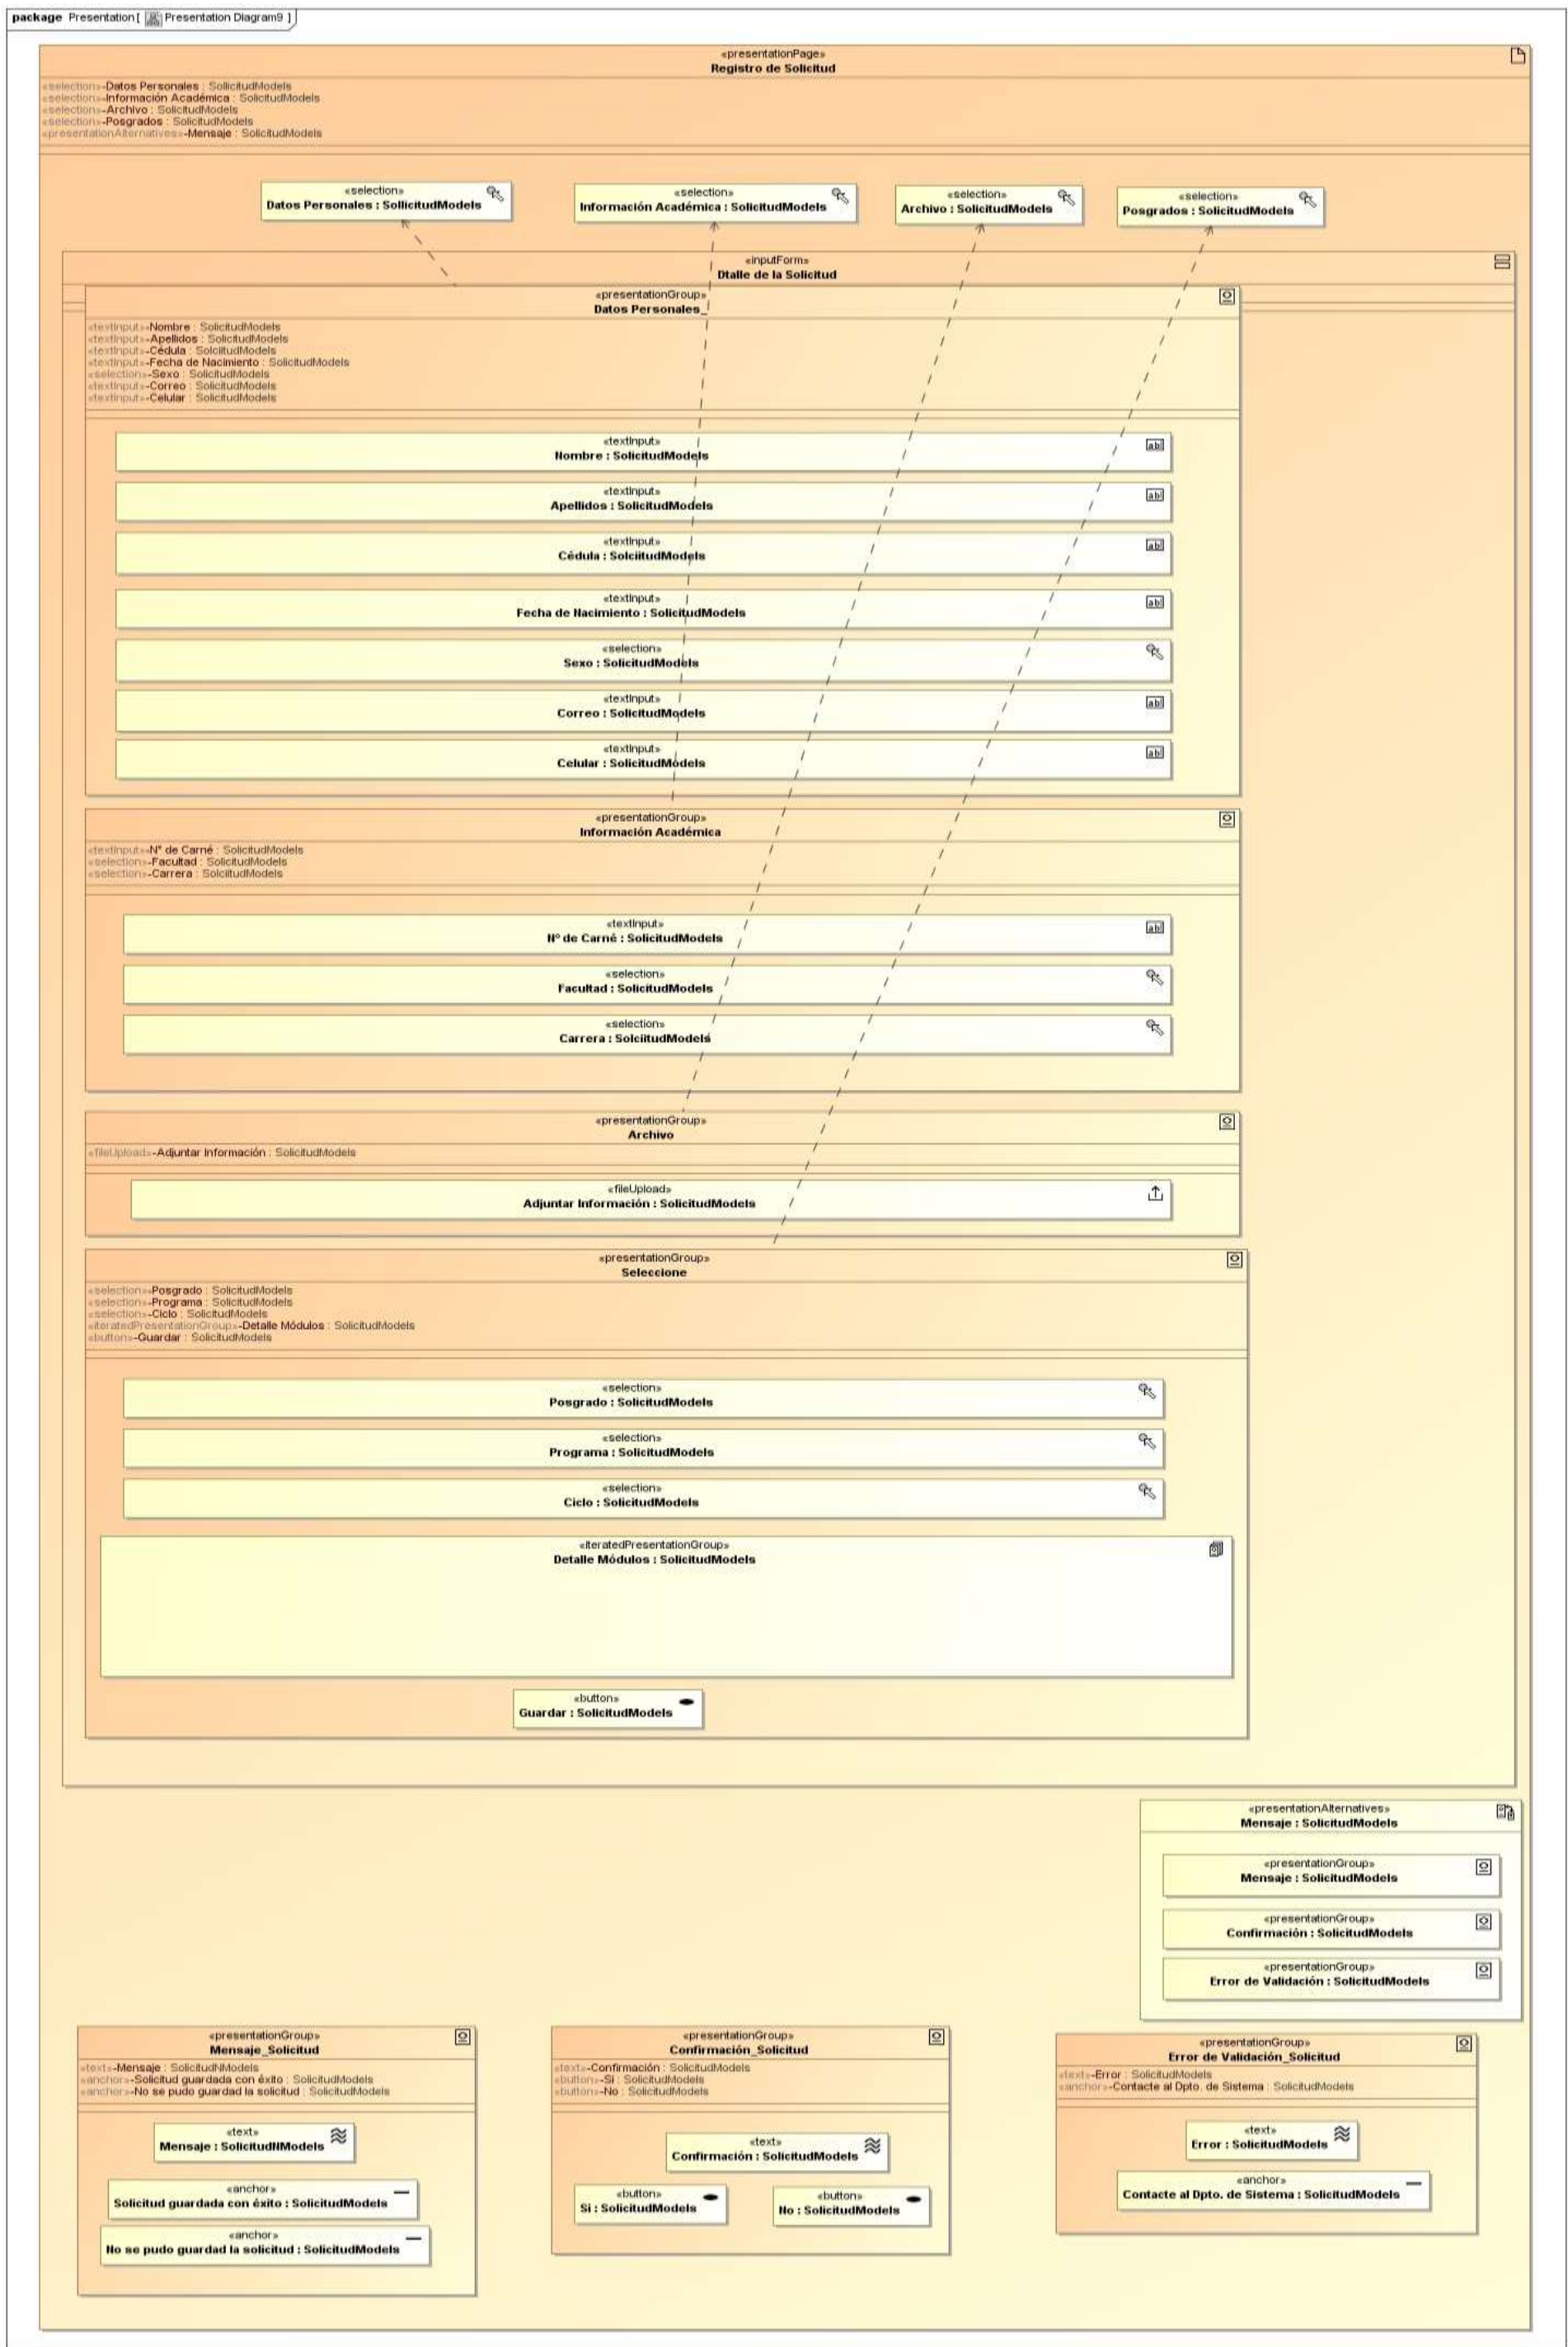 package Presentation[ Presentation Diagram9 ]
«presentationPage»
Registro de Solicitud
«selection»-Datos Personales : SollicitudModels
«selection»-Información Académica : SolicitudModels
«selection»-Archivo : SolicitudModels
«selection»-Posgrados : SolicitudModels
«presentationAlternatives»-Mensaje : SolicitudModels
«selection»
Datos Personales : SollicitudModels
«selection»
Información Académica : SolicitudModels
«selection»
Archivo : SolicitudModels
«selection»
Posgrados : SolicitudModels
«inputForm»
Dtalle de la Solicitud
«presentationGroup»
Datos Personales_
«textInput»-Nombre : SolicitudModels
«textInput»-Apellidos : SolicitudModels
«textInput»-Cédula : SolciitudModels
«textInput»-Fecha de Nacimiento : SolicitudModels
«selection»-Sexo : SolicitudModels
«textInput»-Correo : SolicitudModels
«textInput»-Celular : SolicitudModels
«textInput»
Nombre : SolicitudModels
«textInput»
Apellidos : SolicitudModels
«textInput»
Cédula : SolciitudModels
«textInput»
Fecha de Nacimiento : SolicitudModels
«selection»
Sexo : SolicitudModels
«textInput»
Correo : SolicitudModels
«textInput»
Celular : SolicitudModels
«presentationGroup»
Información Académica
«textInput»-Nº de Carné : SolicitudModels
«selection»-Facultad : SolicitudModels
«selection»-Carrera : SolciitudModels
«textInput»
Nº de Carné : SolicitudModels
«selection»
Facultad : SolicitudModels
«selection»
Carrera : SolciitudModels
«presentationGroup»
Archivo
«fileUpload»-Adjuntar Información : SolicitudModels
«fileUpload»
Adjuntar Información : SolicitudModels
«presentationGroup»
Seleccione
«selection»-Posgrado : SolicitudModels
«selection»-Programa : SolicitudModels
«selection»-Ciclo : SolicitudModels
«iteratedPresentationGroup»-Detalle Módulos : SolicitudModels
«button»-Guardar : SolicitudModels
«selection»
Posgrado : SolicitudModels
«selection»
Programa : SolicitudModels
«selection»
Ciclo : SolicitudModels
«iteratedPresentationGroup»
Detalle Módulos : SolicitudModels
«button»
Guardar : SolicitudModels
«presentationAlternatives»
Mensaje : SolicitudModels
«presentationGroup»
Mensaje : SolicitudModels
«presentationGroup»
Confirmación : SolicitudModels
«presentationGroup»
Error de Validación : SolicitudModels
«presentationGroup»
Mensaje_Solicitud
«text»-Mensaje : SolicitudNModels
«anchor»-Solicitud guardada con éxito : SolicitudModels
«anchor»-No se pudo guardad la solicitud : SolicitudModels
«text»
Mensaje : SolicitudNModels
«anchor»
Solicitud guardada con éxito : SolicitudModels
«anchor»
No se pudo guardad la solicitud : SolicitudModels
«presentationGroup»
Confirmación_Solicitud
«text»-Confirmación : SolicitudModels
«button»-Si : SolicitudModels
«button»-No : SolicitudModels
«text»
Confirmación : SolicitudModels
«button»
Si : SolicitudModels
«button»
No : SolicitudModels
«presentationGroup»
Error de Validación_Solicitud
«text»-Error : SolicitudModels
«anchor»-Contacte al Dpto. de Sistema : SolicitudModels
«text»
Error : SolicitudModels
«anchor»
Contacte al Dpto. de Sistema : SolicitudModels